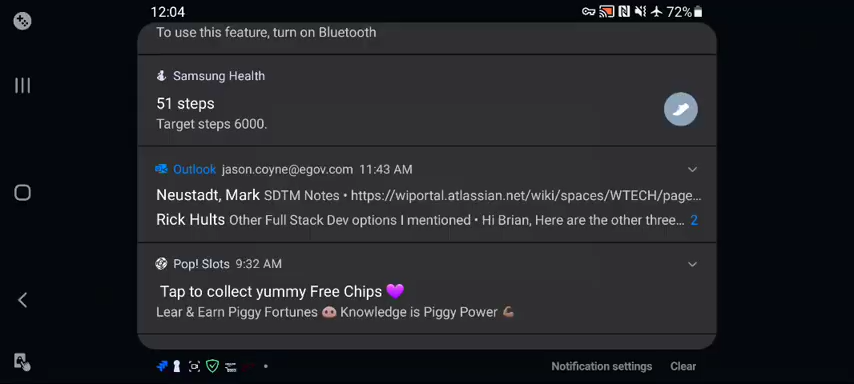 12:04
72%
To use this feature, turn on Bluetooth
Samsung Health
51 steps
Target steps 6000.
Outlook jason.coyne@egov.com 11:43 AM
Neustadt, Mark SDTM Notes • https://wiportal.atlassian.net/wiki/spaces/WTECH/page...
Rick Hults Other Full Stack Dev options I mentioned • Hi Brian, Here are the other three... 2
Pop! Slots 9:32 AM
Tap to collect yummy Free Chips 💜
Lear & Earn Piggy Fortunes 🐽 Knowledge is Piggy Power 💪🏽
Notification settings Clear